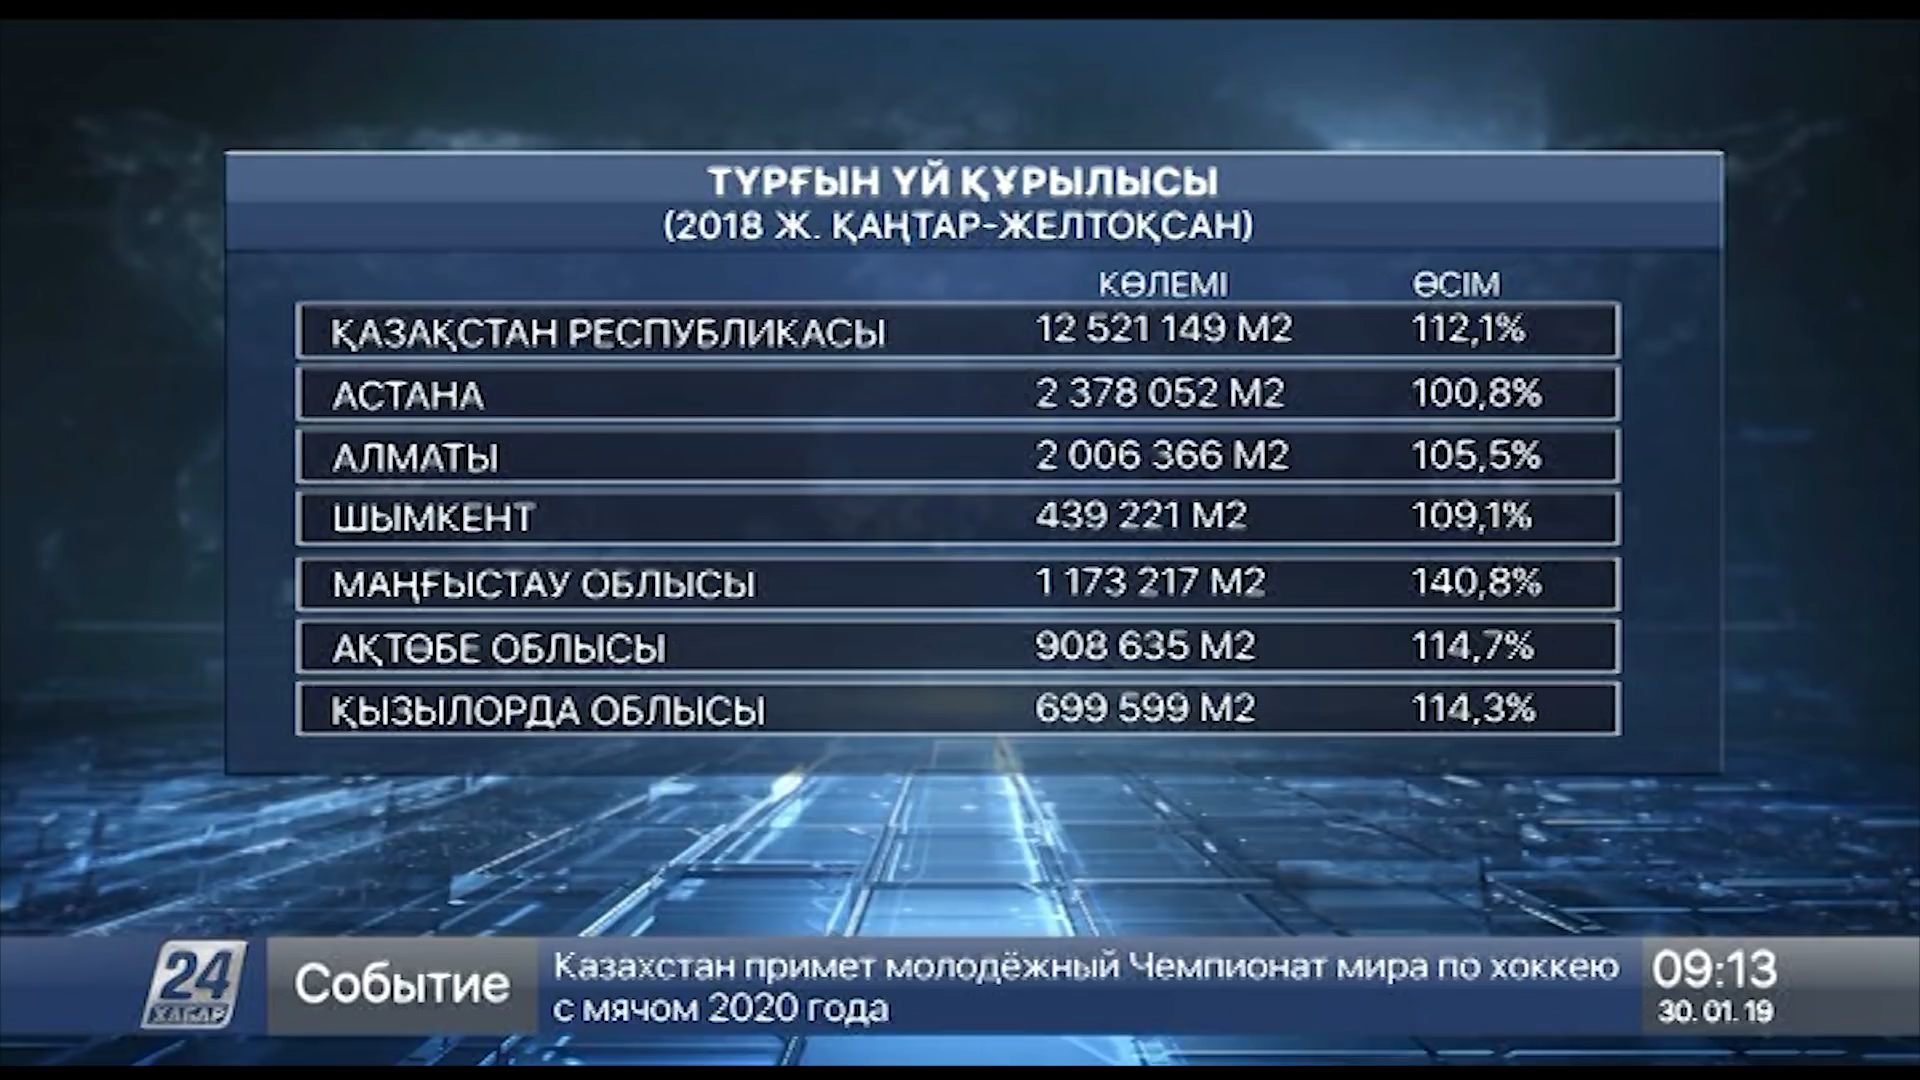 ТҮРҒЫН ҮЙ ҚҰРЫЛЫСЫ
(2018 Ж. ҚАҢТАР-ЖЕЛТОҚСАН)
КӨЛЕМІ ӨСІМ
ҚАЗАҚСТАН РЕСПУБЛИКАСЫ 12 521 149 М2 112,1%
АСТАНА 2 378 052 М2 100,8%
АЛМАТЫ 2 006 366 М2 105,5%
ШЫМКЕНТ 439 221 М2 109,1%
МАҢҒЫСТАУ ОБЛЫСЫ 1 173 217 М2 140,8%
АҚТӨБЕ ОБЛЫСЫ 908 635 М2 114,7%
ҚЫЗЫЛОРДА ОБЛЫСЫ 699 599 М2 114,3%
24
ХАБАР
Событие
Казахстан примет молодёжный Чемпионат мира по хоккею
с мячом 2020 года
09:13
30. 01. 19